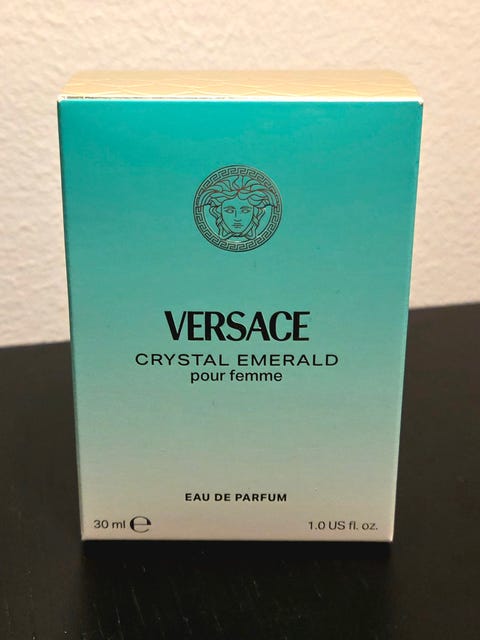 VERSACE
CRYSTAL EMERALD
pour femme
EAU DE PARFUM
30 ml ℮ 1.0 US fl. oz.